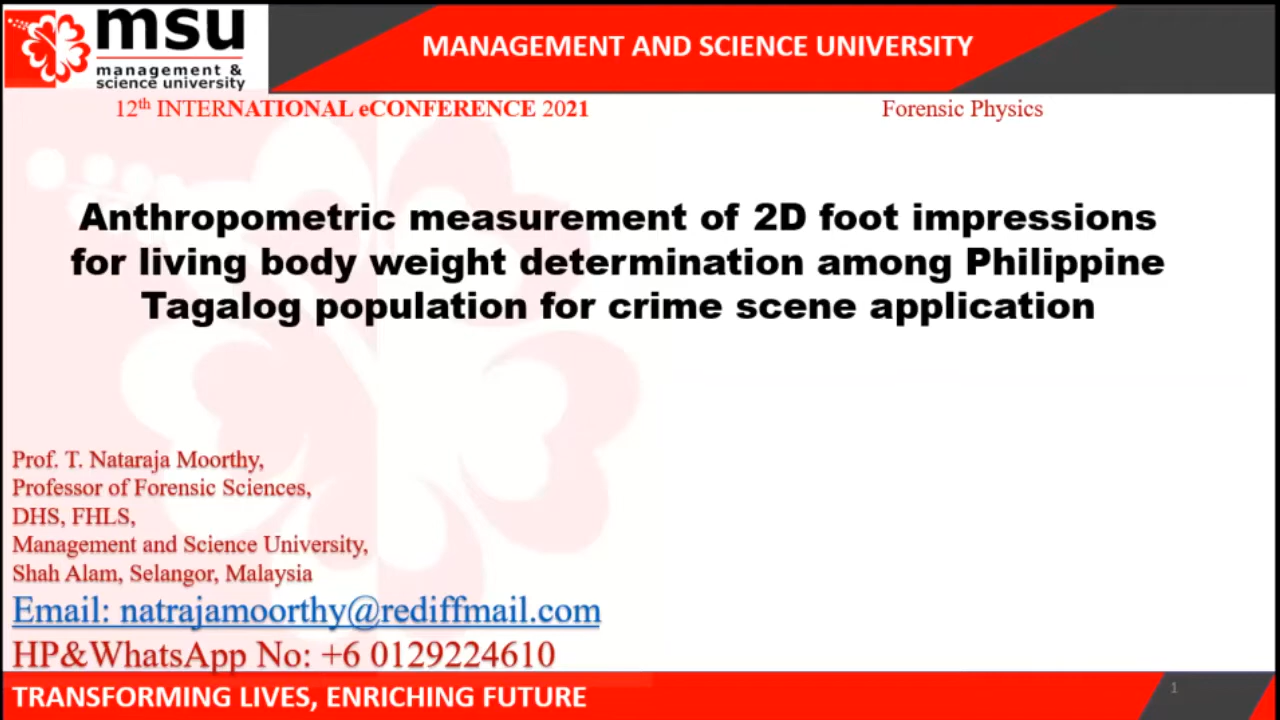 msu
management &
science university
MANAGEMENT AND SCIENCE UNIVERSITY
12th INTERNATIONAL eCONFERENCE 2021
Forensic Physics
Anthropometric measurement of 2D foot impressions
for living body weight determination among Philippine
Tagalog population for crime scene application
Prof. T. Nataraja Moorthy,
Professor of Forensic Sciences,
DHS, FHLS,
Management and Science University,
Shah Alam, Selangor, Malaysia
Email: natrajamoorthy@rediffmail.com
HP&WhatsApp No: +6 0129224610
TRANSFORMING LIVES, ENRICHING FUTURE
1